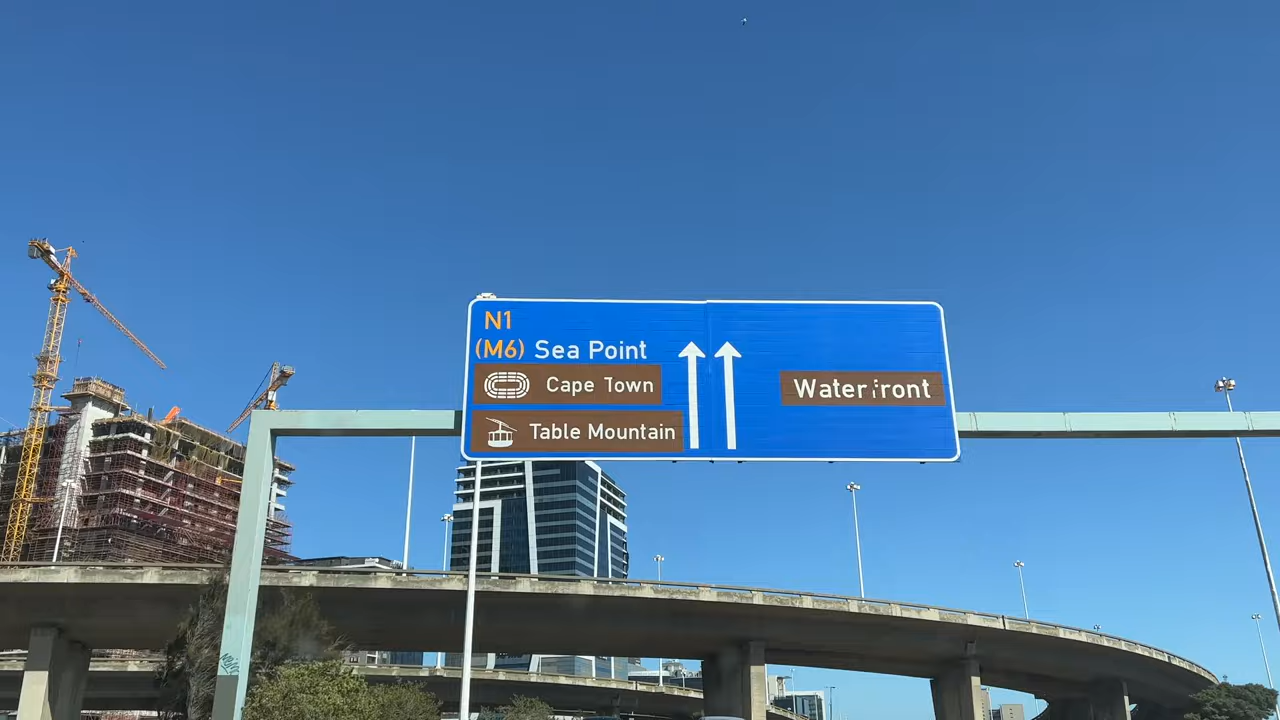 N1
(M6) Sea Point
Cape Town
Table Mountain
Waterfront